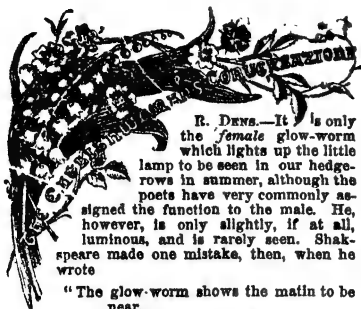 R. DENS.—It is only
the female glow-worm
which lights up the little
lamp to be seen in our hedge-
rows in summer, although the
poets have very commonly as-
signed the function to the male. He,
however, is only slightly, if at all,
luminous, and is rarely seen. Shak-
speare made one mistake, then, when he
wrote
"The glow-worm shows the matin to be
near